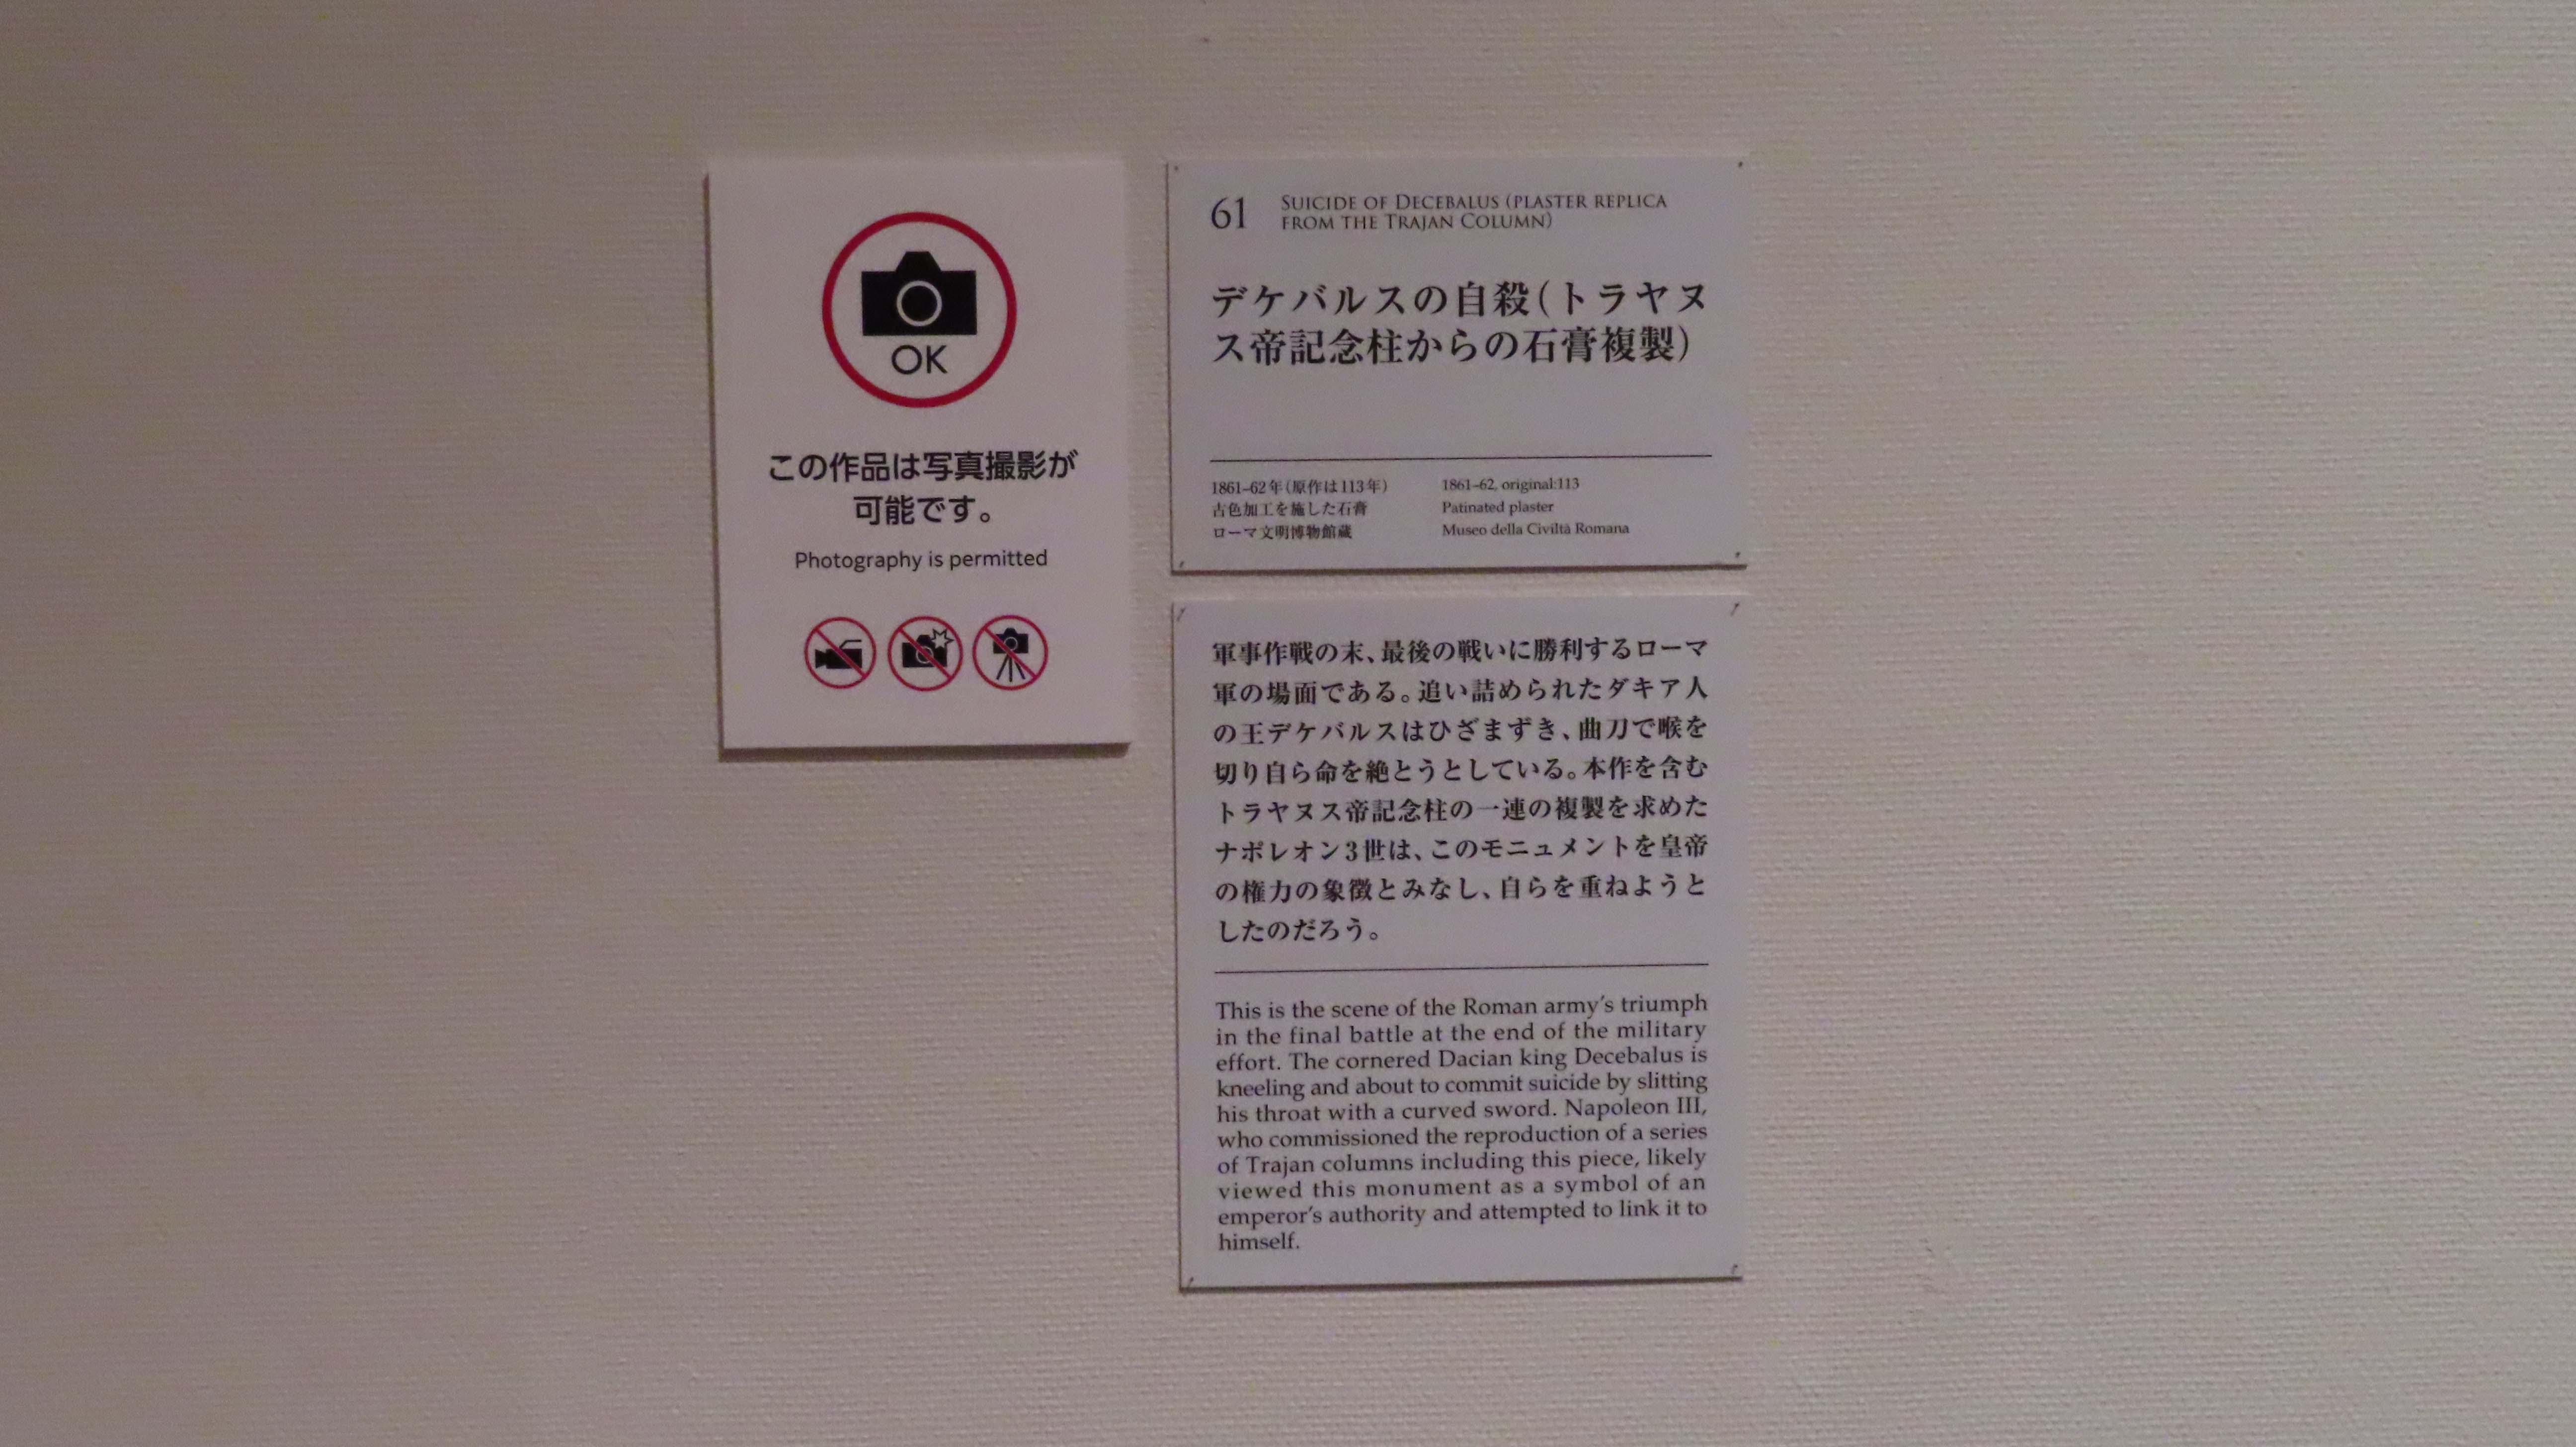 OK
この作品は写真撮影が
可能です。
Photography is permitted
61
SUICIDE OF DECEBALUS (PLASTER REPLICA
FROM THE TRAJAN COLUMN)
デケバルスの自殺(トラヤヌ
ス帝記念柱からの石膏複製)
1861–62年(原作は113年)
古色加工を施した石膏
ローマ文明博物館蔵
1861–62, original:113
Patinated plaster
Museo della Civiltà Romana
軍事作戦の末、最後の戦いに勝利するローマ
軍の場面である。追い詰められたダキア人
の王デケバルスはひざまずき、曲刀で喉を
切り自ら命を絶とうとしている。本作を含む
トラヤヌス帝記念柱の一連の複製を求めた
ナポレオン3世は、このモニュメントを皇帝
の権力の象徴とみなし、自らを重ねようと
したのだろう。
This is the scene of the Roman army's triumph
in the final battle at the end of the military
effort. The cornered Dacian king Decebalus is
kneeling and about to commit suicide by slitting
his throat with a curved sword. Napoleon III,
who commissioned the reproduction of a series
of Trajan columns including this piece, likely
viewed this monument as a symbol of an
emperor's authority and attempted to link it to
himself.